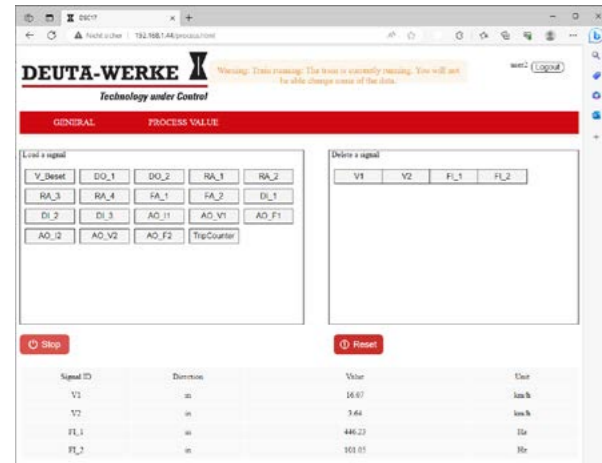 DSC17
Nicht sicher 192.168.1.44/process.html
DEUTA-WERKE
Technology under Control
Warning: Train running: The train is currently running. You will not
be able change some of the data.
user2 Logout
GENERAL PROCESS VALUE
Load a signal
V_Reset DO_1 DO_2 RA_1 RA_2
RA_3 RA_4 FA_1 FA_2 DI_1
DI_2 DI_3 AO_I1 AO_V1 AO_F1
AO_I2 AO_V2 AO_F2 TripCounter
Delete a signal
V1 V2 FI_1 FI_2
Stop
Reset
Signal ID Direction Value Unit
V1 in 16.07 km/h
V2 in 3.64 km/h
FI_1 in 446.23 Hz
FI_2 in 101.05 Hz